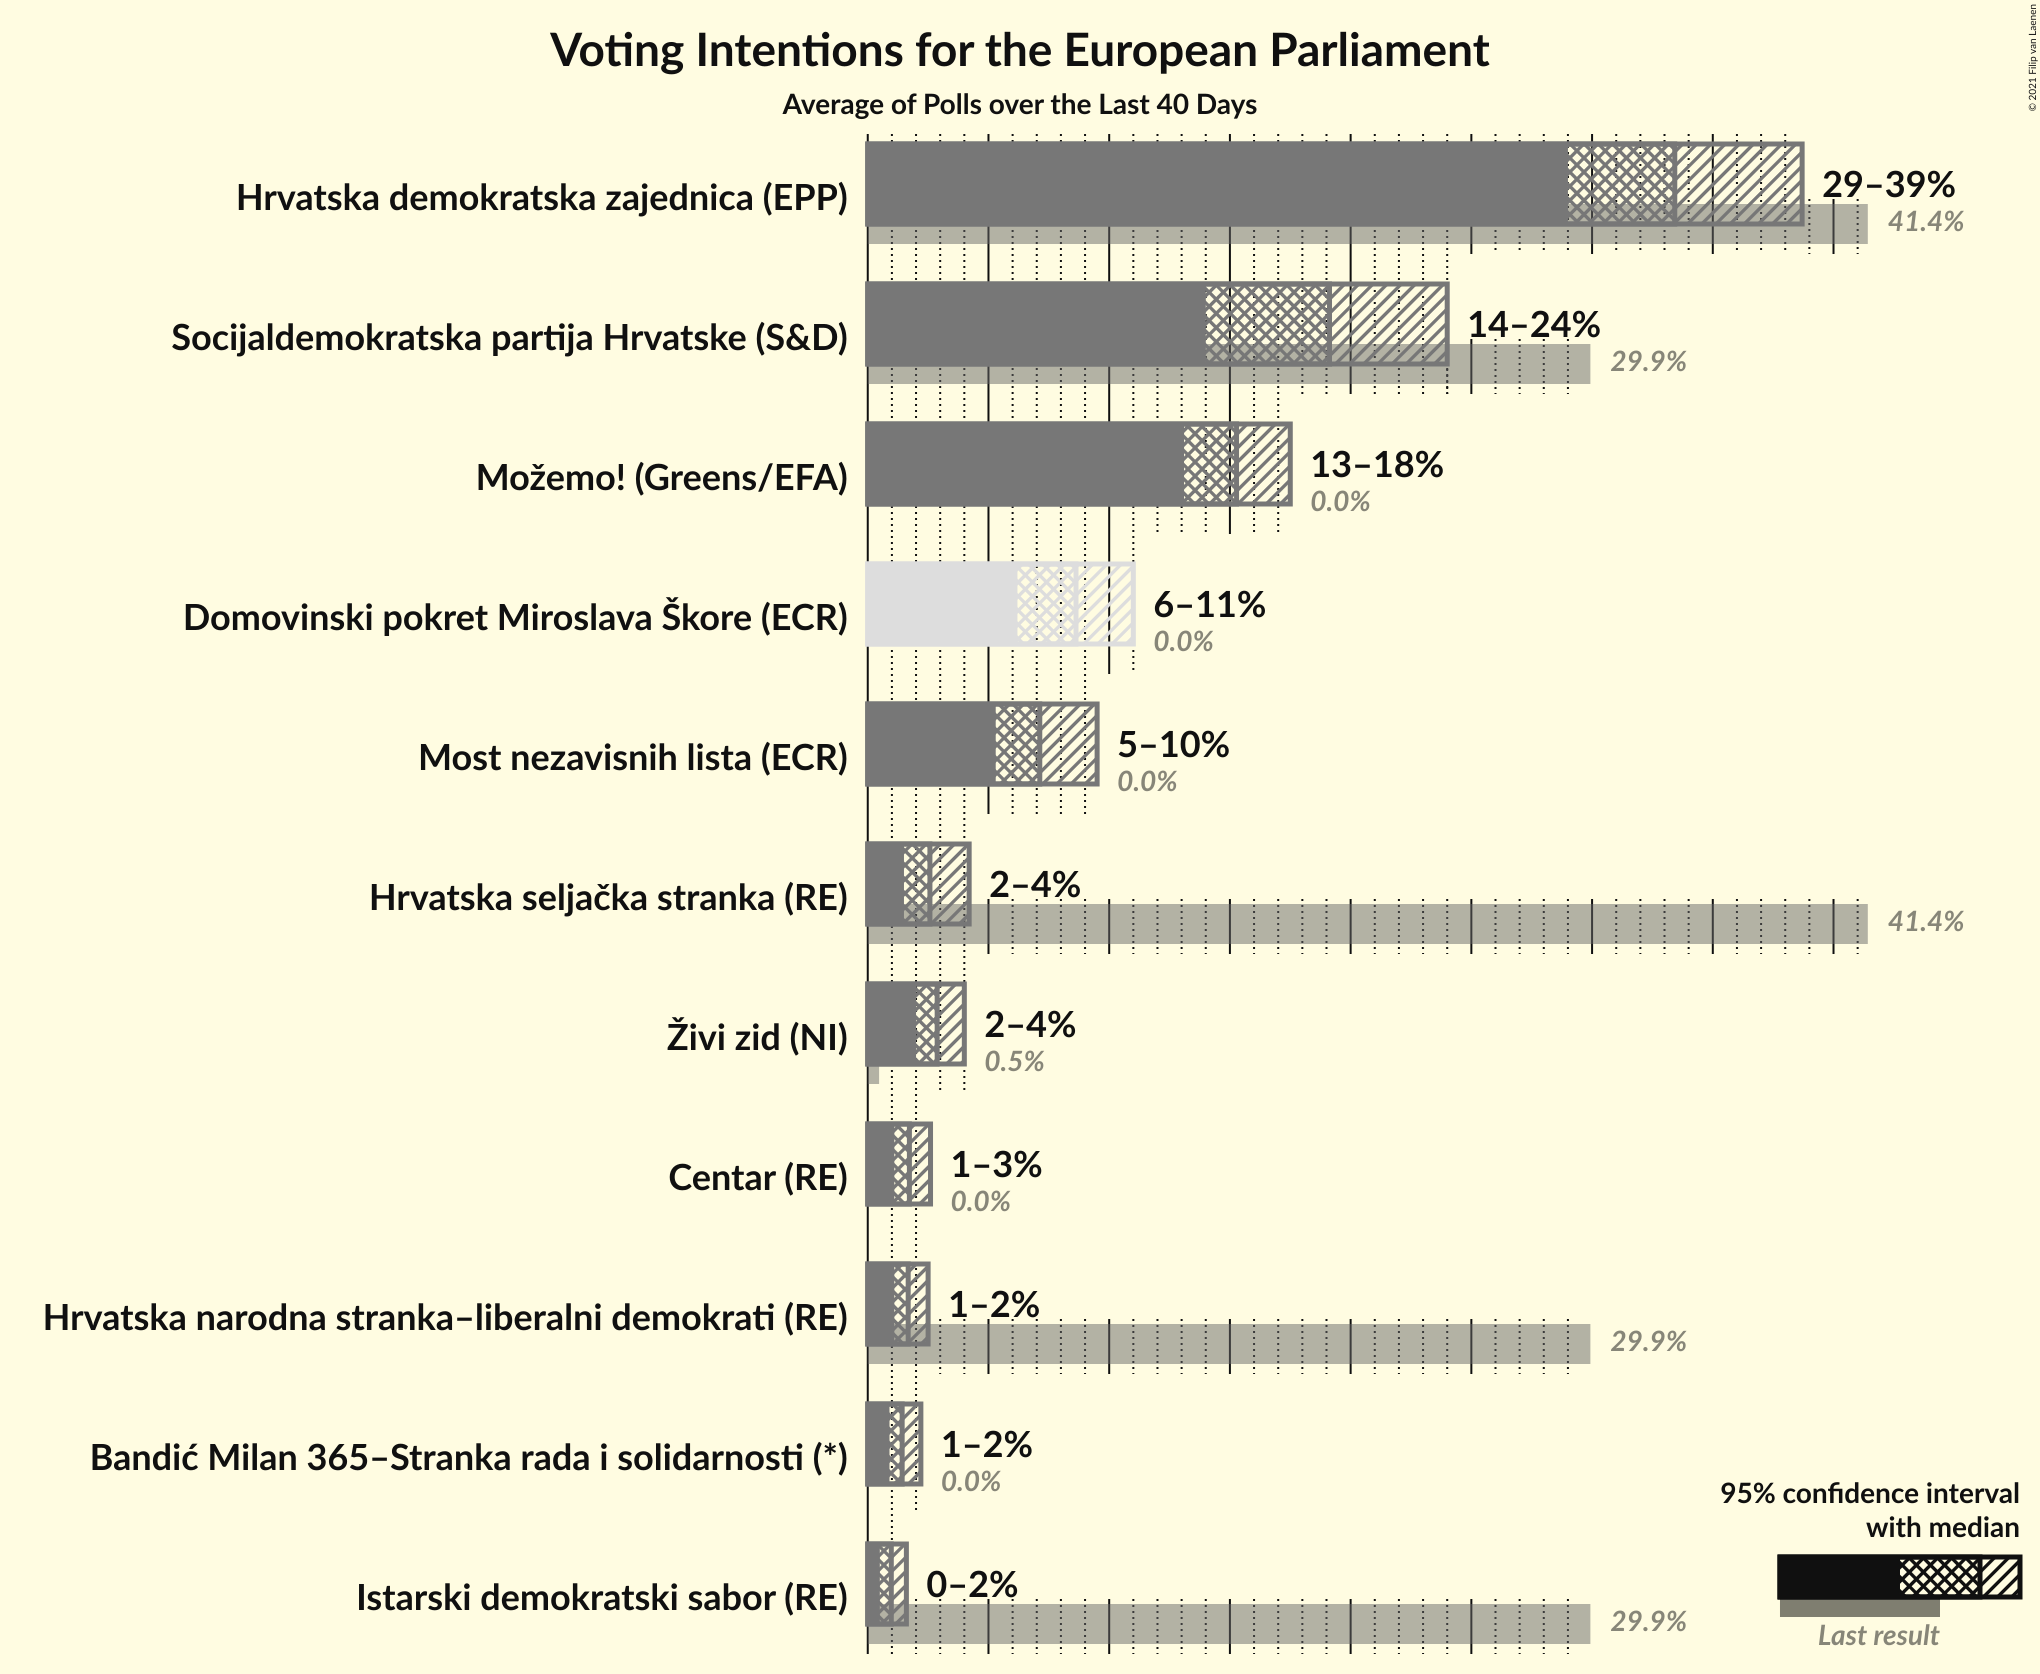 Voting Intentions for the European Parliament
Average of Polls over the Last 40 Days
© 2021 Filip van Laenen
Hrvatska demokratska zajednica (EPP)
29–39%
41.4%
Socijaldemokratska partija Hrvatske (S&D)
14–24%
29.9%
Možemo! (Greens/EFA)
13–18%
0.0%
Domovinski pokret Miroslava Škore (ECR)
6–11%
0.0%
Most nezavisnih lista (ECR)
5–10%
0.0%
Hrvatska seljačka stranka (RE)
2–4%
41.4%
Živi zid (NI)
2–4%
0.5%
Centar (RE)
1–3%
0.0%
Hrvatska narodna stranka–liberalni demokrati (RE)
1–2%
29.9%
Bandić Milan 365–Stranka rada i solidarnosti (*)
1–2%
0.0%
Istarski demokratski sabor (RE)
0–2%
29.9%
95% confidence interval
with median
Last result